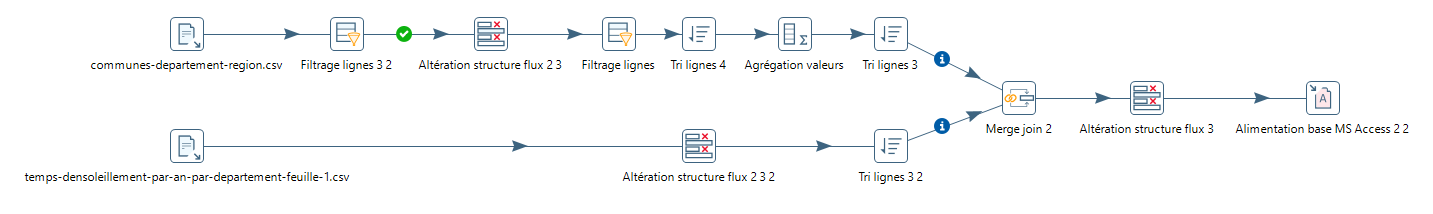 communes-departement-region.csv
Filtrage lignes 3 2
Altération structure flux 2 3
Filtrage lignes
Tri lignes 4
Agrégation valeurs
Tri lignes 3
Merge join 2
Altération structure flux 3
Alimentation base MS Access 2 2
temps-densoleillement-par-an-par-departement-feuille-1.csv
Altération structure flux 2 3 2
Tri lignes 3 2